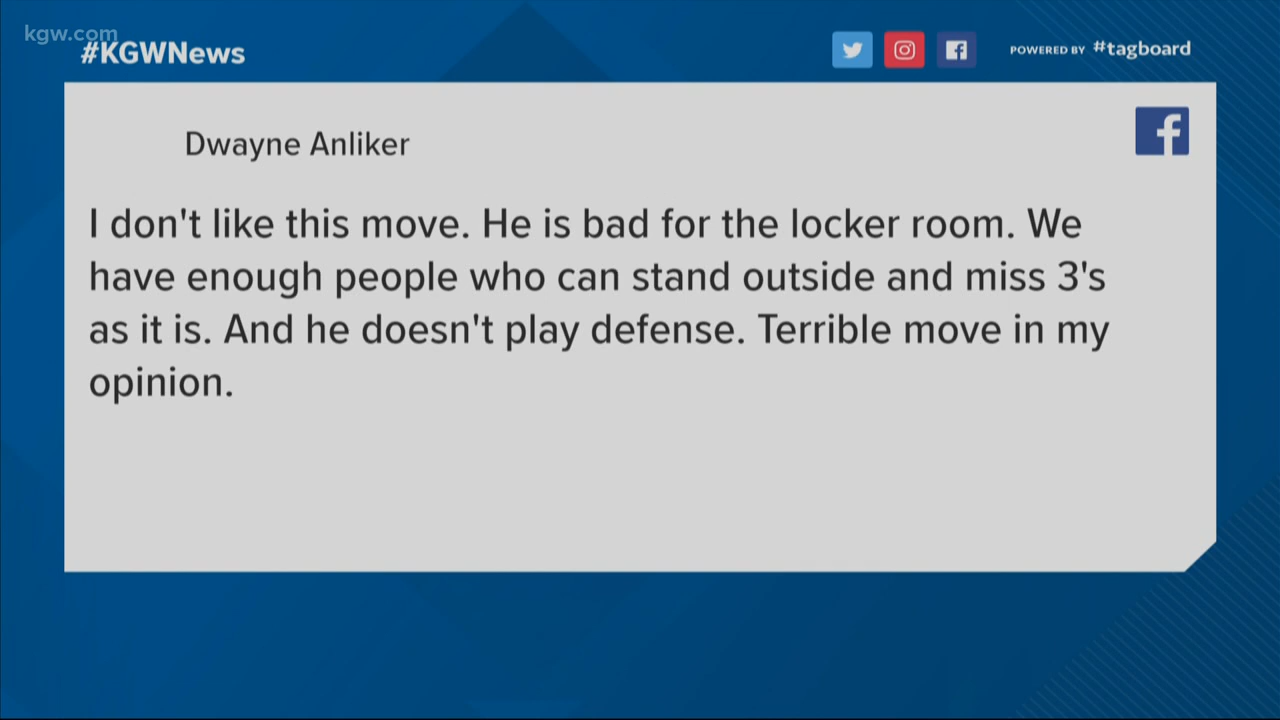 kgw.com
#KGWNews
POWERED BY #tagboard
Dwayne Anliker
I don't like this move. He is bad for the locker room. We
have enough people who can stand outside and miss 3's
as it is. And he doesn't play defense. Terrible move in my
opinion.